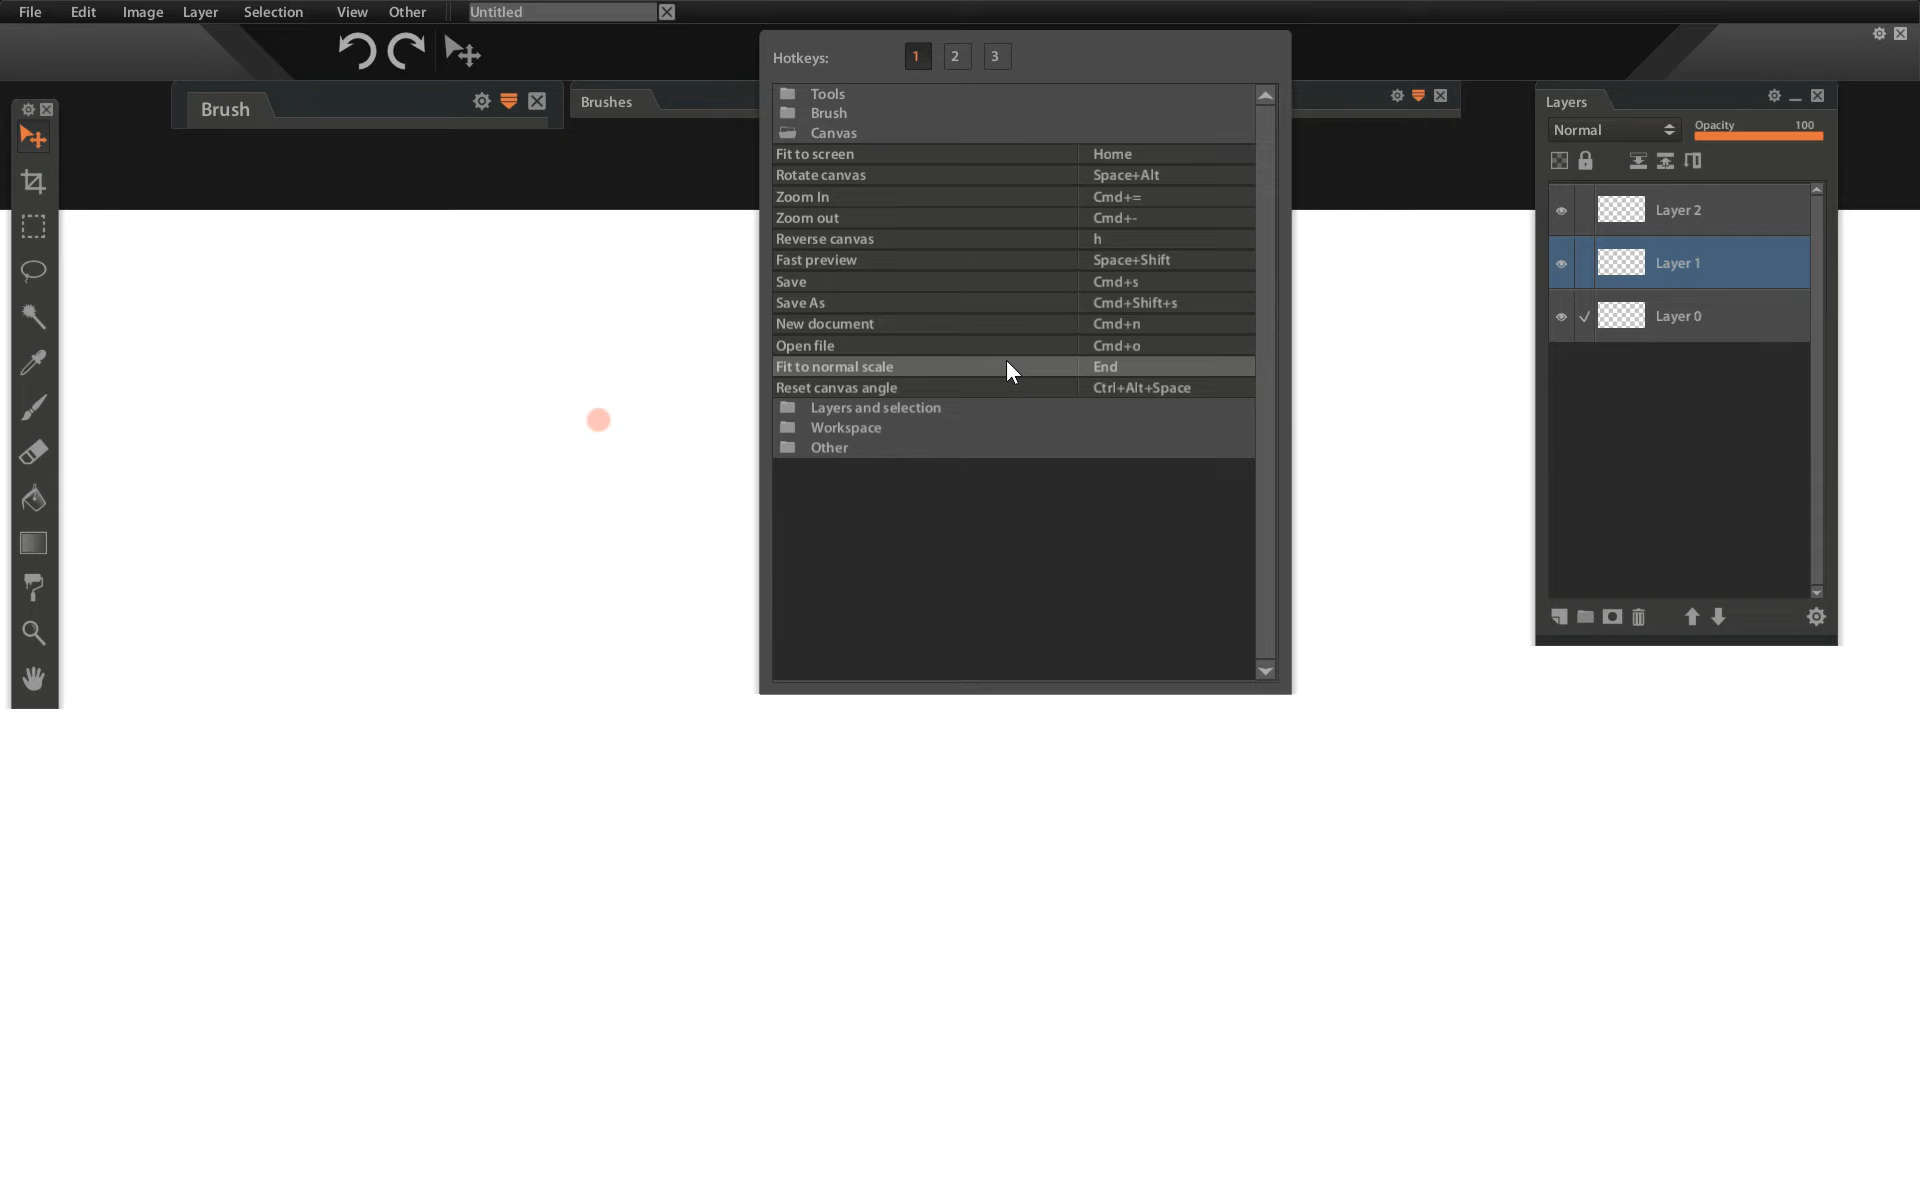 File Edit Image Layer Selection View Other Untitled
Hotkeys: 1 2 3
Brush
Brushes
Layers
Normal Opacity 100
Tools
Brush
Canvas
Fit to screen Home
Rotate canvas Space+Alt
Zoom In Cmd+=
Zoom out Cmd+-
Reverse canvas h
Fast preview Space+Shift
Save Cmd+s
Save As Cmd+Shift+s
New document Cmd+n
Open file Cmd+o
Fit to normal scale End
Reset canvas angle Ctrl+Alt+Space
Layers and selection
Workspace
Other
Layer 2
Layer 1
Layer 0